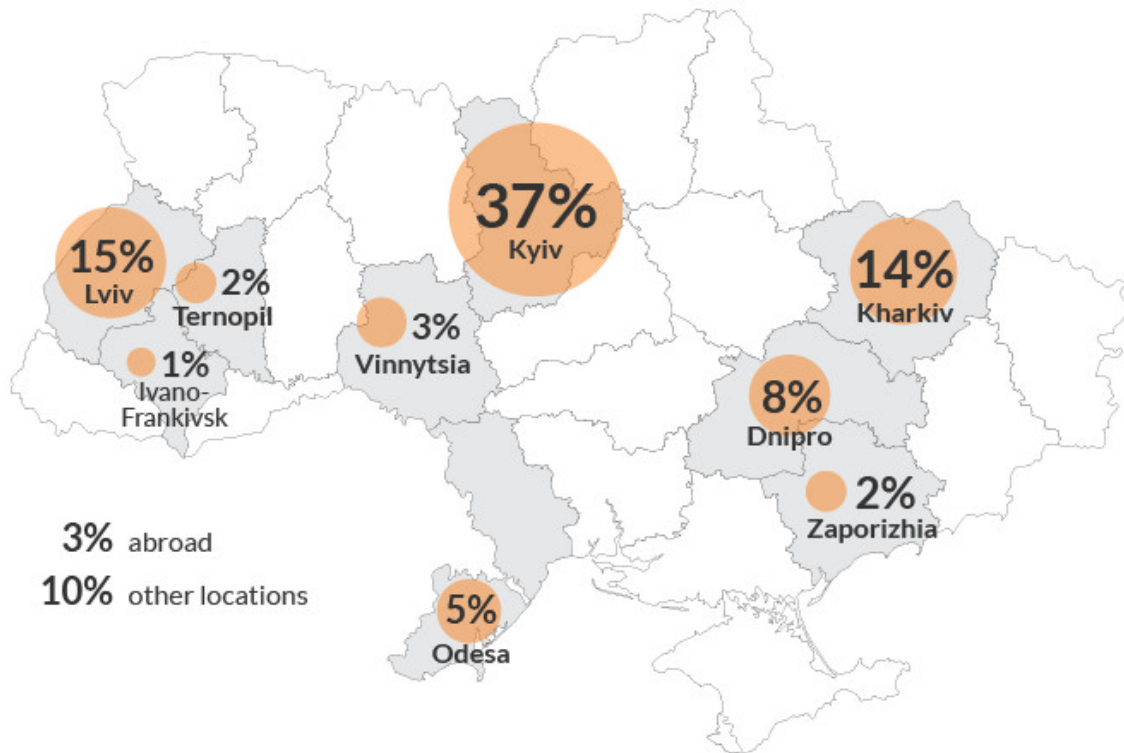 37%
Kyiv
15%
Lviv
2%
Ternopil
14%
Kharkiv
3%
Vinnytsia
1%
Ivano-
Frankivsk
8%
Dnipro
2%
Zaporizhia
3% abroad
10% other locations
5%
Odesa